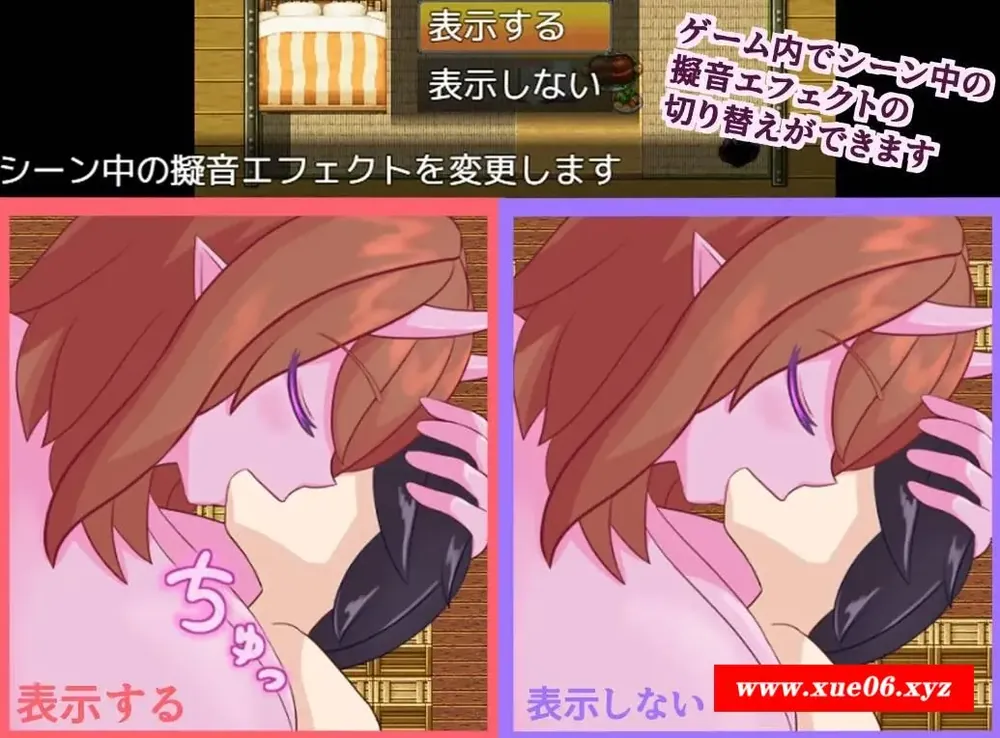 表示する
表示しない
ゲーム内でシーン中の
擬音エフェクトの
切り替えができます
シーン中の擬音エフェクトを変更します
ちゅっ
表示する
表示しない
www.xue06.xyz